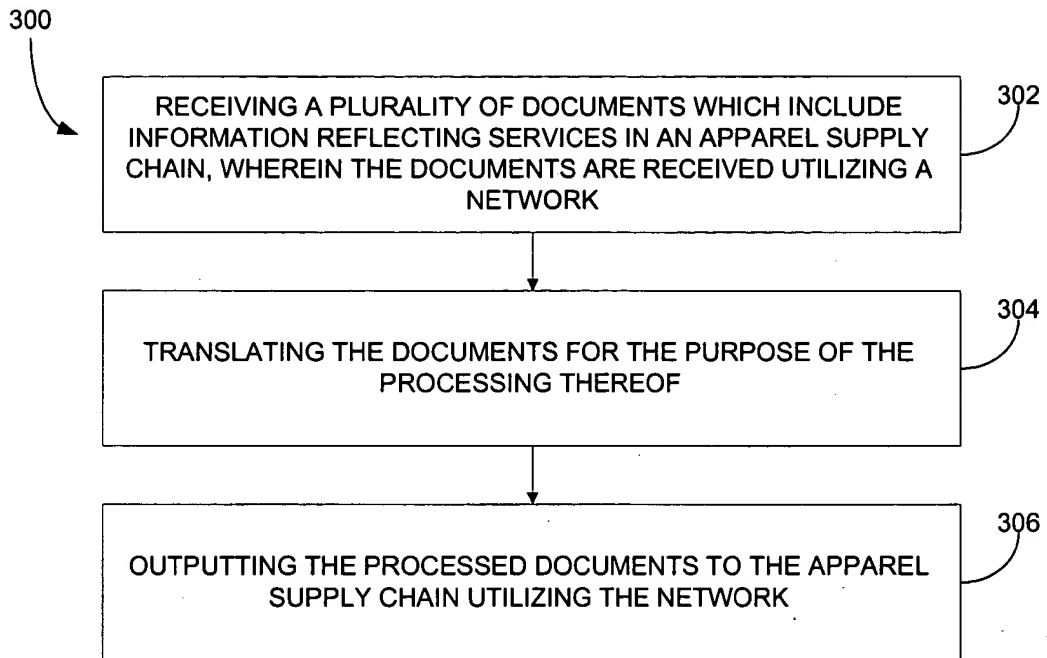 300
RECEIVING A PLURALITY OF DOCUMENTS WHICH INCLUDE
INFORMATION REFLECTING SERVICES IN AN APPAREL SUPPLY
CHAIN, WHEREIN THE DOCUMENTS ARE RECEIVED UTILIZING A
NETWORK
302
TRANSLATING THE DOCUMENTS FOR THE PURPOSE OF THE
PROCESSING THEREOF
304
OUTPUTTING THE PROCESSED DOCUMENTS TO THE APPAREL
SUPPLY CHAIN UTILIZING THE NETWORK
306